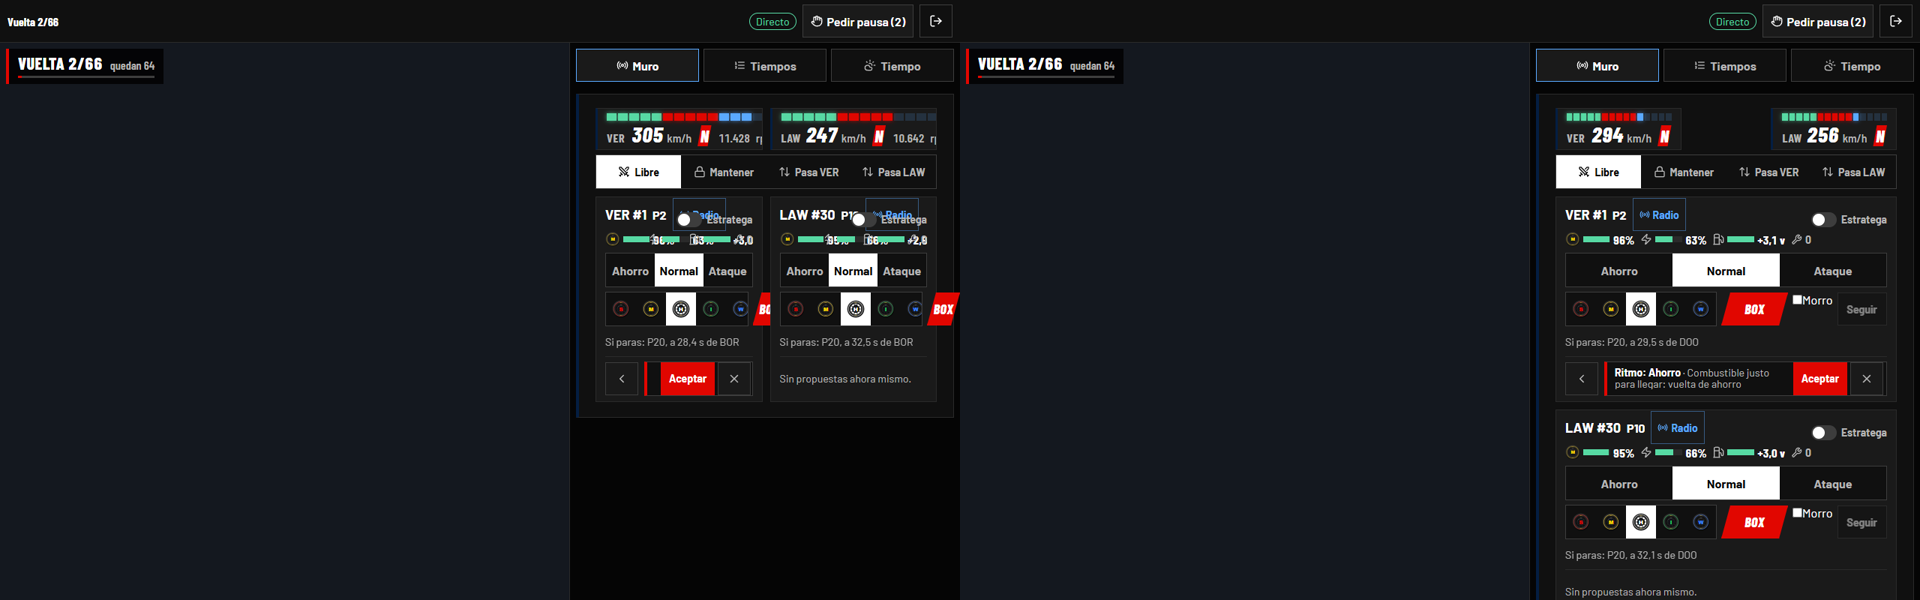 Vuelta 2/66
Directo
Pedir pausa (2)
VUELTA 2/66 quedan 64
Muro
Tiempos
Tiempo
VER 305 km/h N 11.428
LAW 247 km/h N 10.642
Libre
Mantener
Pasa VER
Pasa LAW
VER #1 P2 Radio Estratega
96% 63% +3,0
Ahorro Normal Ataque
M H I W
Si paras: P20, a 28,4 s de BOR
Aceptar
LAW #30 Radio Estratega
95% 66%
Ahorro Normal Ataque
M H I W BOX
Si paras: P20, a 32,5 s de BOR
Sin propuestas ahora mismo.
Directo
Pedir pausa (2)
VUELTA 2/66 quedan 64
Muro
Tiempos
Tiempo
VER 294 km/h N
LAW 256 km/h N
Libre
Mantener
Pasa VER
Pasa LAW
VER #1 P2 Radio Estratega
M 96% 63% +3,1 v 0
Ahorro Normal Ataque
M H I W BOX Morro Seguir
Si paras: P20, a 29,5 s de DOO
Ritmo: Ahorro · Combustible justo
para llegar: vuelta de ahorro
Aceptar
LAW #30 P10 Radio Estratega
M 95% 66% +3,0 v 0
Ahorro Normal Ataque
M H I W BOX Morro Seguir
Si paras: P20, a 32,1 s de DOO
Sin propuestas ahora mismo.